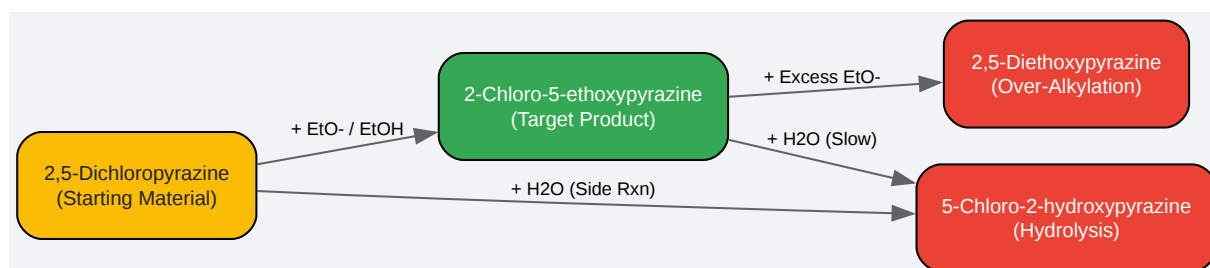 2,5-Dichloropyrazine
(Starting Material)
+ EtO- / EtOH
2-Chloro-5-ethoxypyrazine
(Target Product)
+ Excess EtO-
2,5-Diethoxypyrazine
(Over-Alkylation)
+ H2O (Slow)
+ H2O (Side Rxn)
5-Chloro-2-hydroxypyrazine
(Hydrolysis)